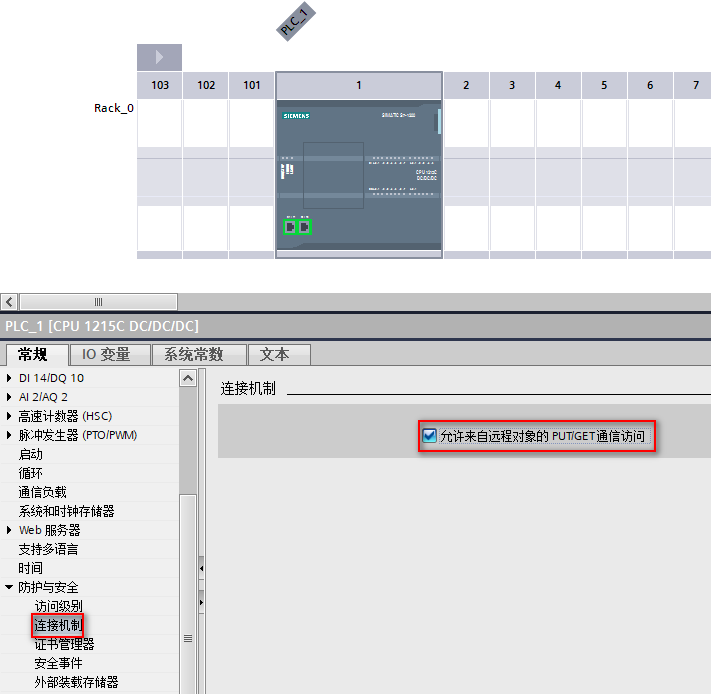 PLC_1
103 102 101 1 2 3 4 5 6 7
Rack_0
SIEMENS
SIMATIC S7-1200
CPU 1215C
DC/DC/DC
PLC_1 [CPU 1215C DC/DC/DC]
常规 IO 变量 系统常数 文本
DI 14/DQ 10
AI 2/AQ 2
高速计数器 (HSC)
脉冲发生器 (PTO/PWM)
启动
循环
通信负载
系统和时钟存储器
Web 服务器
支持多语言
时间
防护与安全
访问级别
连接机制
证书管理器
安全事件
外部装载存储器
连接机制
允许来自远程对象的 PUT/GET 通信访问